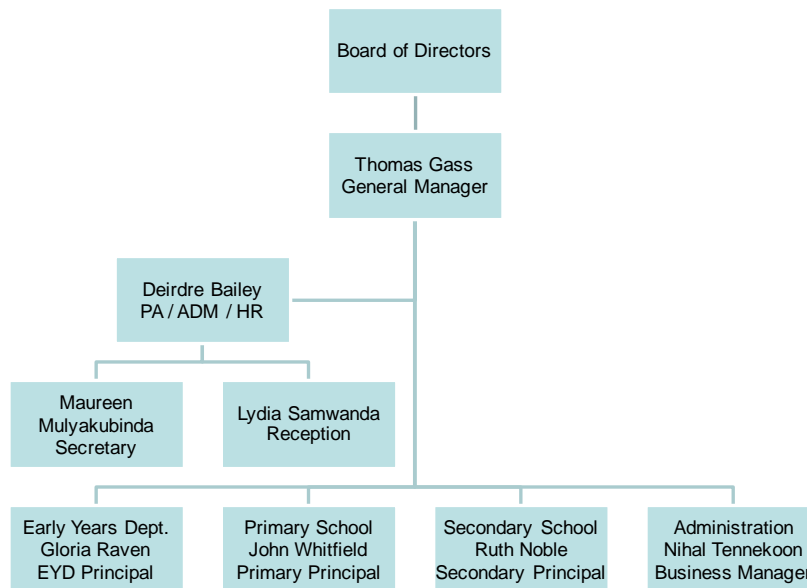 Board of Directors
Thomas Gass
General Manager
Deirdre Bailey
PA / ADM / HR
Maureen
Mulyakubinda
Secretary
Lydia Samwanda
Reception
Early Years Dept.
Gloria Raven
EYD Principal
Primary School
John Whitfield
Primary Principal
Secondary School
Ruth Noble
Secondary Principal
Administration
Nihal Tennekoon
Business Manager